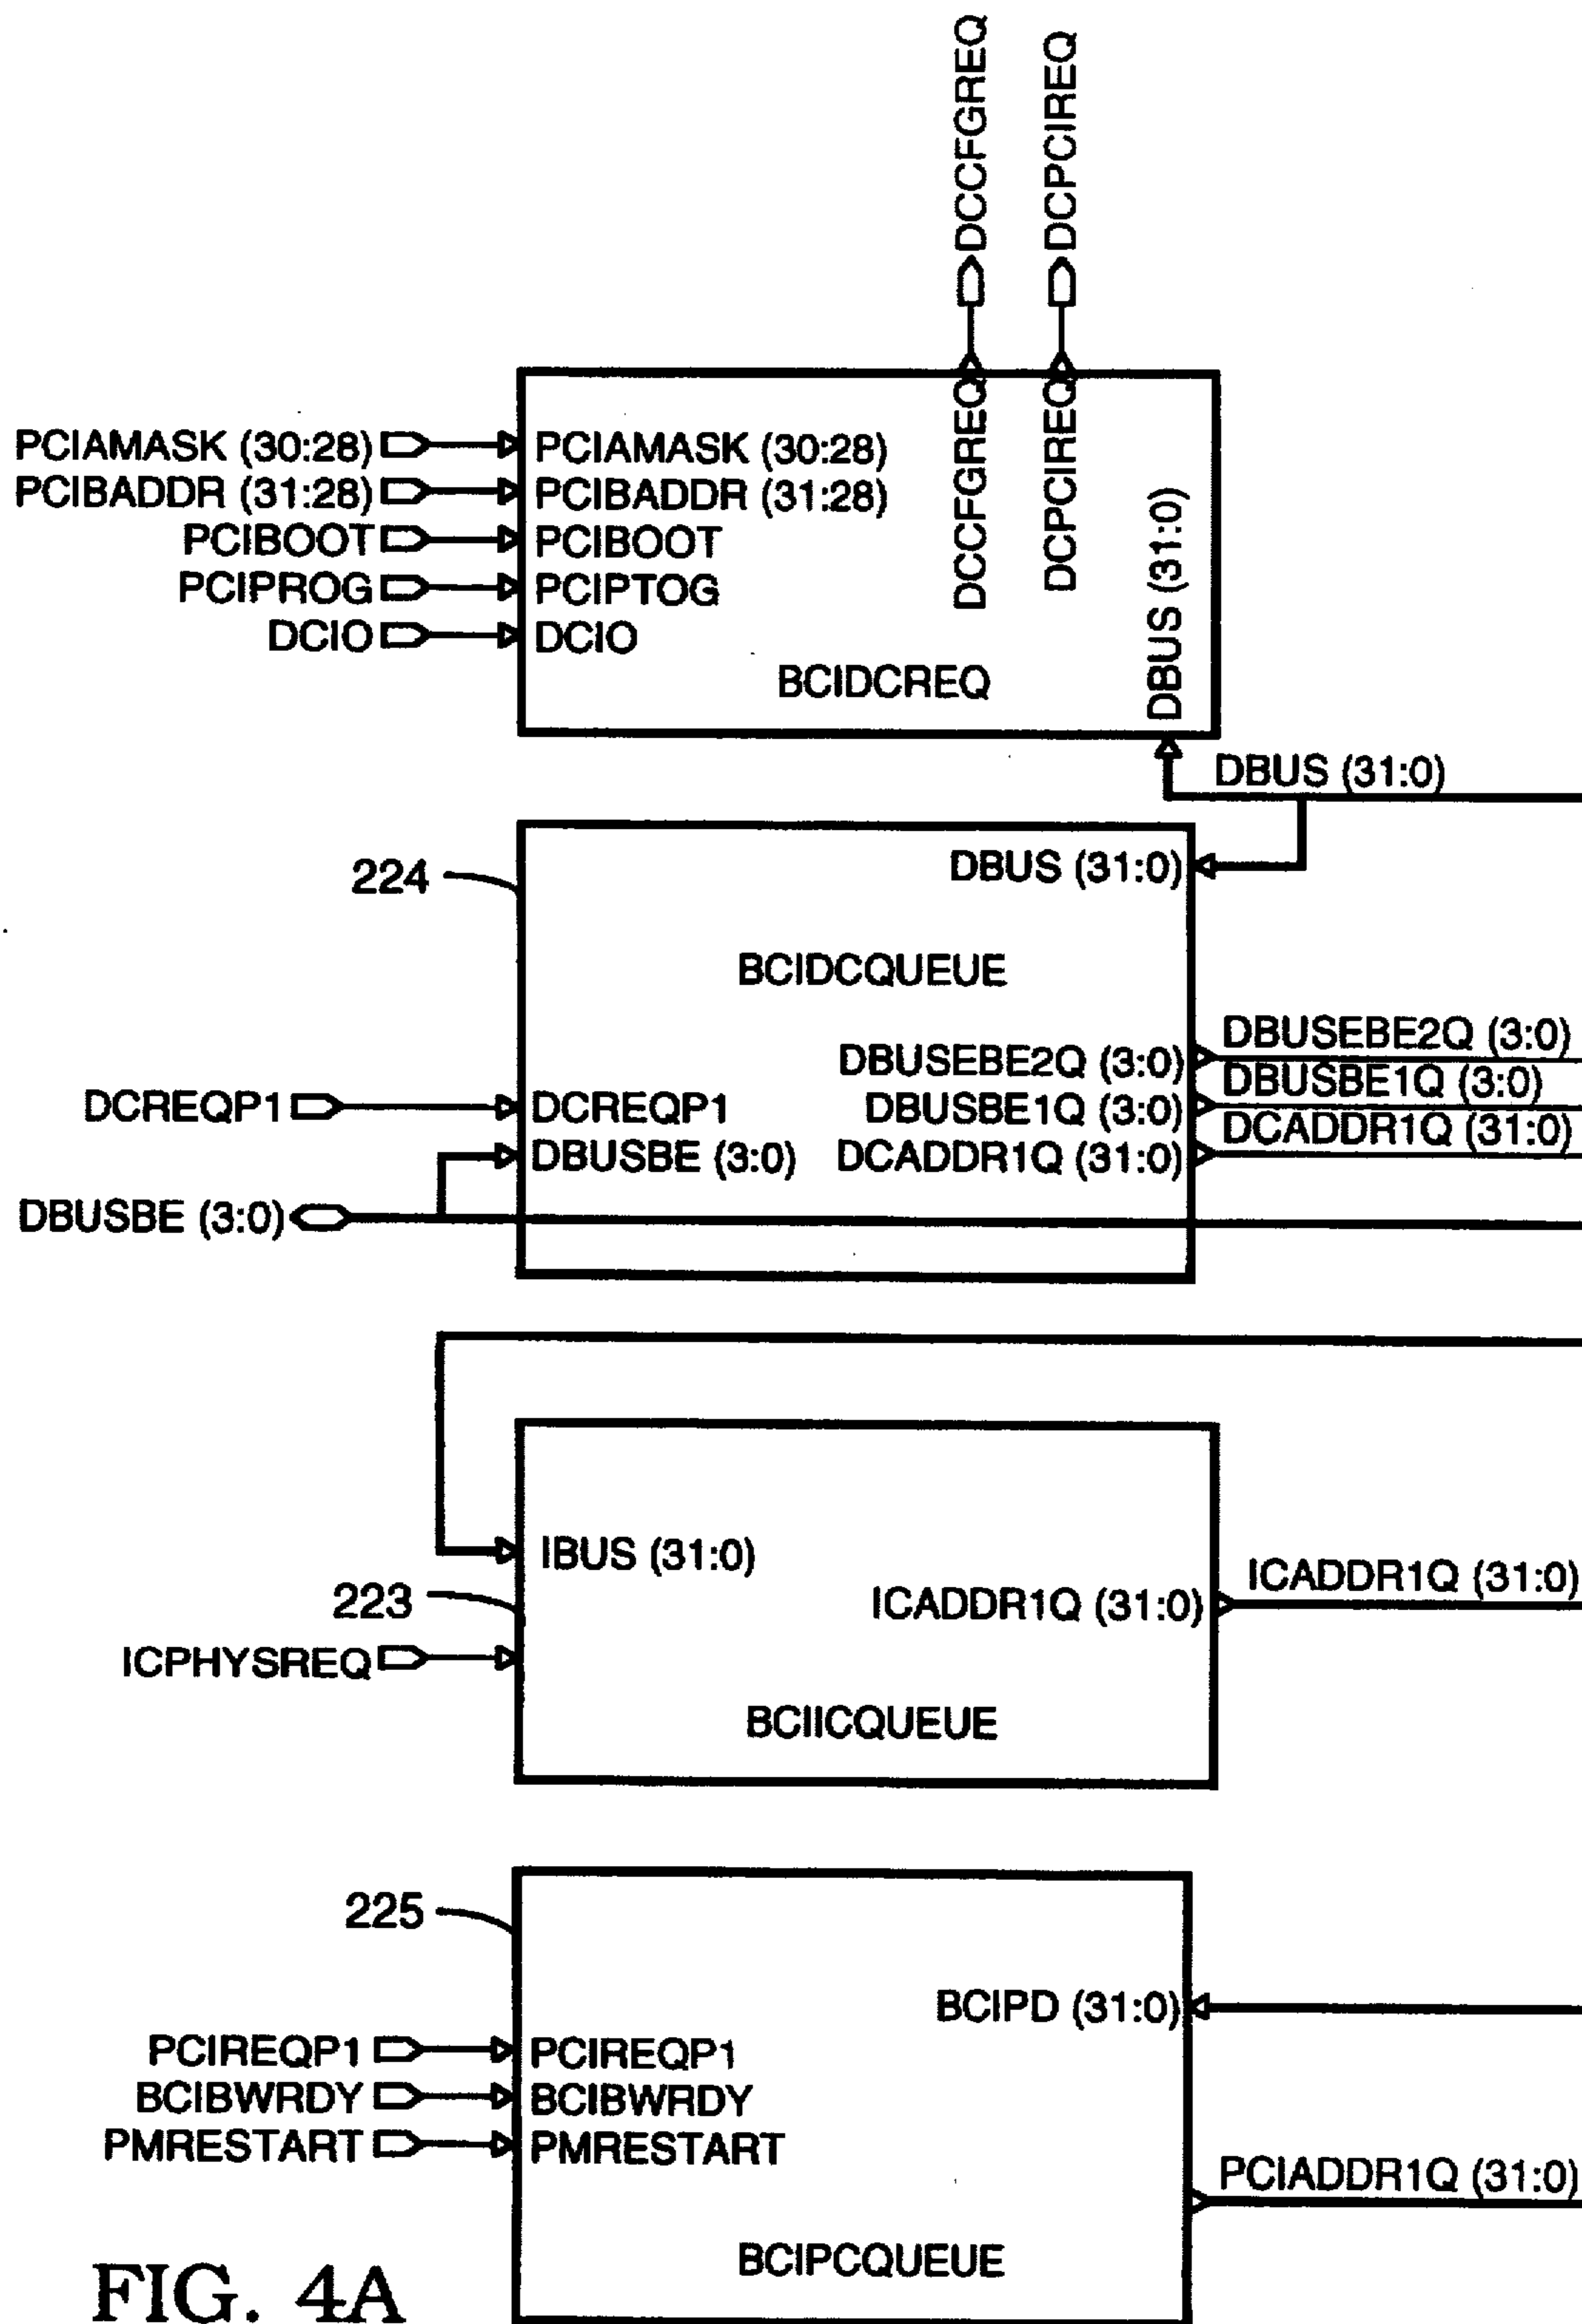 DCCFGREQ
DCPCIREQ
PCIAMASK (30:28) PCIAMASK (30:28)
PCIBADDR (31:28) PCIBADDR (31:28)
PCIBOOT PCIBOOT
PCIPROG PCIPTOG
DCIO DCIO
DCCFGREQ
DCPCIREQ
DBUS (31:0)
BCIDCREQ
DBUS (31:0)
224
DBUS (31:0)
BCIDCQUEUE
DBUSEBE2Q (3:0) DBUSEBE2Q (3:0)
DCREQP1 DCREQP1 DBUSBE1Q (3:0) DBUSBE1Q (3:0)
DBUSBE (3:0) DCADDR1Q (31:0) DCADDR1Q (31:0)
DBUSBE (3:0)
IBUS (31:0)
223
ICADDR1Q (31:0) ICADDR1Q (31:0)
ICPHYSREQ
BCIICQUEUE
225
BCIPD (31:0)
PCIREQP1 PCIREQP1
BCIBWRDY BCIBWRDY
PMRESTART PMRESTART
PCIADDR1Q (31:0)
BCIPCQUEUE
FIG. 4A